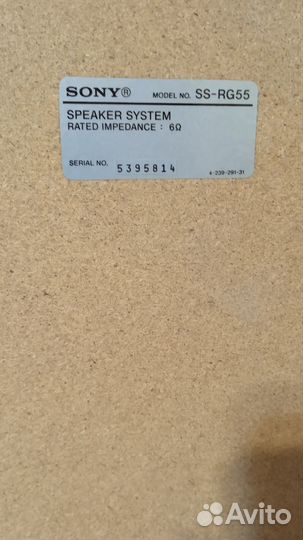 SONY® MODEL NO. SS-RG55
SPEAKER SYSTEM
RATED IMPEDANCE : 6Ω
SERIAL NO. 5395814
4-239-291-31
Avito